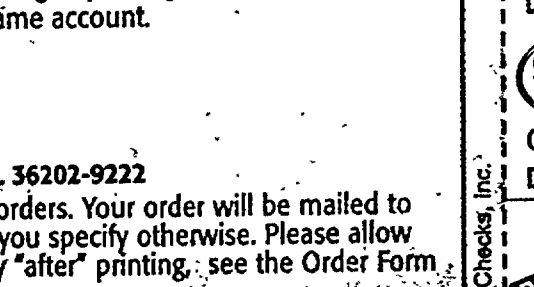 ame account.
. 36202-9222
orders. Your order will be mailed to
you specify otherwise. Please allow
"after" printing, see the Order Form
Checks, Inc.